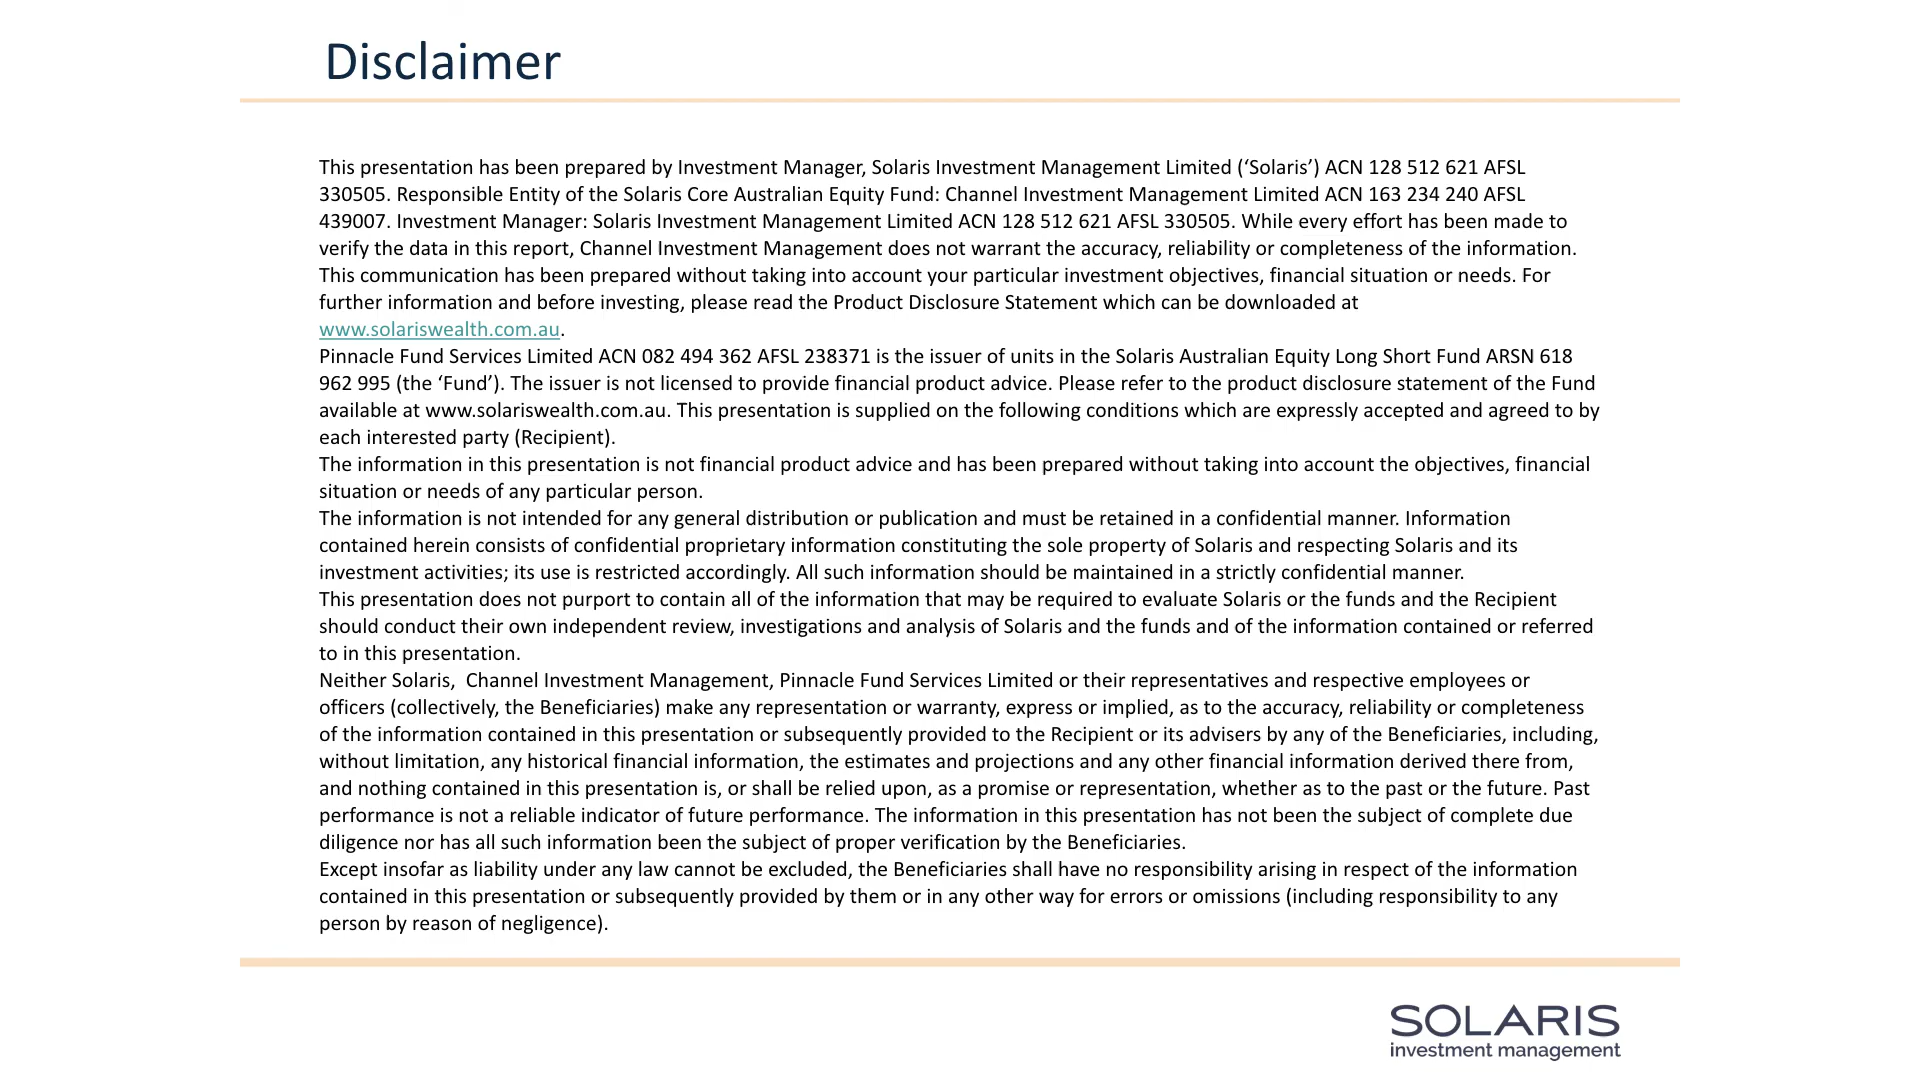 Disclaimer
This presentation has been prepared by Investment Manager, Solaris Investment Management Limited (‘Solaris’) ACN 128 512 621 AFSL
330505. Responsible Entity of the Solaris Core Australian Equity Fund: Channel Investment Management Limited ACN 163 234 240 AFSL
439007. Investment Manager: Solaris Investment Management Limited ACN 128 512 621 AFSL 330505. While every effort has been made to
verify the data in this report, Channel Investment Management does not warrant the accuracy, reliability or completeness of the information.
This communication has been prepared without taking into account your particular investment objectives, financial situation or needs. For
further information and before investing, please read the Product Disclosure Statement which can be downloaded at
www.solariswealth.com.au.
Pinnacle Fund Services Limited ACN 082 494 362 AFSL 238371 is the issuer of units in the Solaris Australian Equity Long Short Fund ARSN 618
962 995 (the ‘Fund’). The issuer is not licensed to provide financial product advice. Please refer to the product disclosure statement of the Fund
available at www.solariswealth.com.au. This presentation is supplied on the following conditions which are expressly accepted and agreed to by
each interested party (Recipient).
The information in this presentation is not financial product advice and has been prepared without taking into account the objectives, financial
situation or needs of any particular person.
The information is not intended for any general distribution or publication and must be retained in a confidential manner. Information
contained herein consists of confidential proprietary information constituting the sole property of Solaris and respecting Solaris and its
investment activities; its use is restricted accordingly. All such information should be maintained in a strictly confidential manner.
This presentation does not purport to contain all of the information that may be required to evaluate Solaris or the funds and the Recipient
should conduct their own independent review, investigations and analysis of Solaris and the funds and of the information contained or referred
to in this presentation.
Neither Solaris,  Channel Investment Management, Pinnacle Fund Services Limited or their representatives and respective employees or
officers (collectively, the Beneficiaries) make any representation or warranty, express or implied, as to the accuracy, reliability or completeness
of the information contained in this presentation or subsequently provided to the Recipient or its advisers by any of the Beneficiaries, including,
without limitation, any historical financial information, the estimates and projections and any other financial information derived there from,
and nothing contained in this presentation is, or shall be relied upon, as a promise or representation, whether as to the past or the future. Past
performance is not a reliable indicator of future performance. The information in this presentation has not been the subject of complete due
diligence nor has all such information been the subject of proper verification by the Beneficiaries.
Except insofar as liability under any law cannot be excluded, the Beneficiaries shall have no responsibility arising in respect of the information
contained in this presentation or subsequently provided by them or in any other way for errors or omissions (including responsibility to any
person by reason of negligence).
SOLARIS
investment management